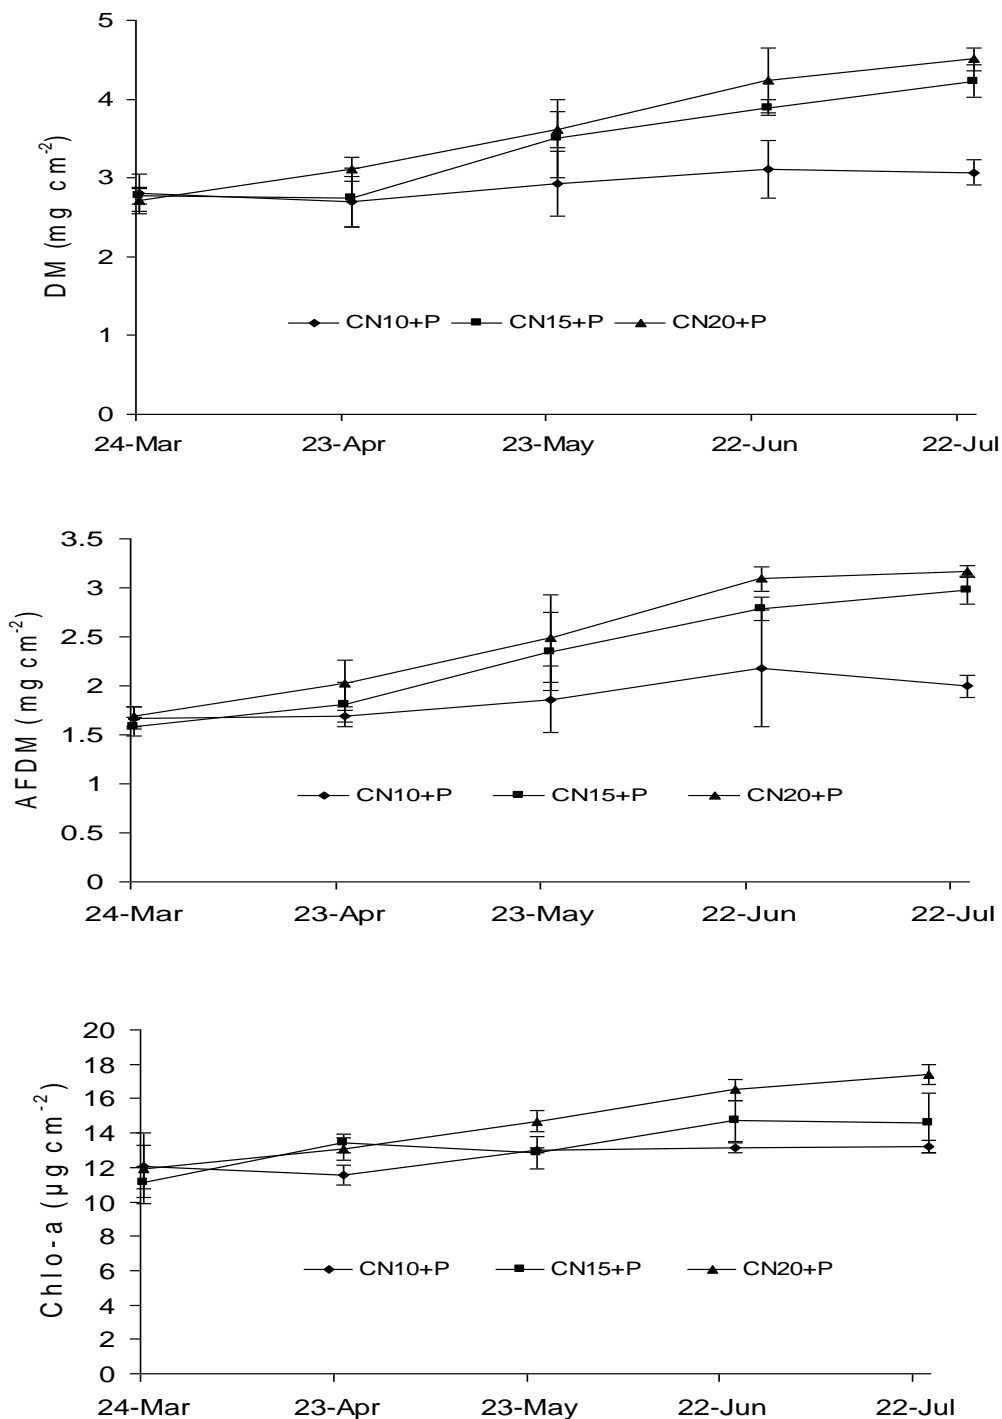 5
4
3
2
1
0
DM (mg cm-2)
CN10+P CN15+P CN20+P
24-Mar 23-Apr 23-May 22-Jun 22-Jul
3.5
3
2.5
2
1.5
1
0.5
0
AFDM (mg cm-2)
CN10+P CN15+P CN20+P
24-Mar 23-Apr 23-May 22-Jun 22-Jul
20
18
16
14
12
10
8
6
4
2
0
Chlo-a (µg cm-2)
CN10+P CN15+P CN20+P
24-Mar 23-Apr 23-May 22-Jun 22-Jul